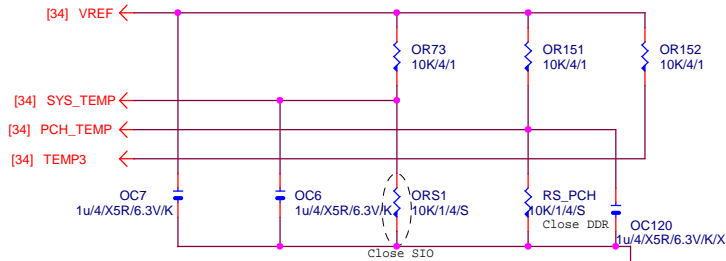 [34] VREF
OR73
10K/4/1
OR151
10K/4/1
OR152
10K/4/1
[34] SYS_TEMP
[34] PCH_TEMP
[34] TEMP3
OC7
1u/4/X5R/6.3V/K
OC6
1u/4/X5R/6.3V/K
ORS1
10K/1/4/S
Close SIO
RS_PCH
10K/1/4/S
Close DDR
OC120
1u/4/X5R/6.3V/K/X